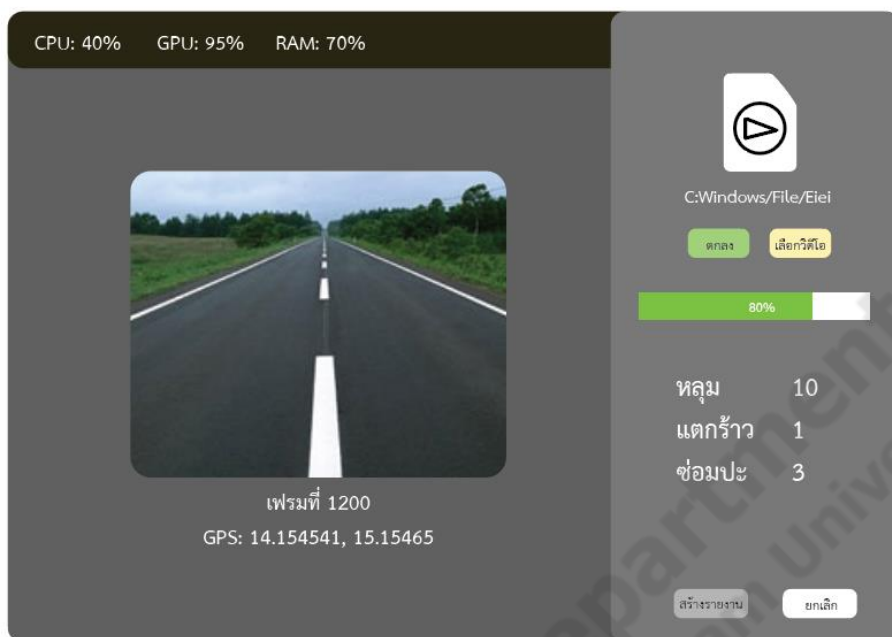 CPU: 40% GPU: 95% RAM: 70%
C:Windows/File/Eiei
ตกลง เลือกวิดีโอ
80%
หลุม 10
แตกร้าว 1
ซ่อมปะ 3
เฟรมที่ 1200
GPS: 14.154541, 15.15465
สร้างรายงาน ยกเลิก